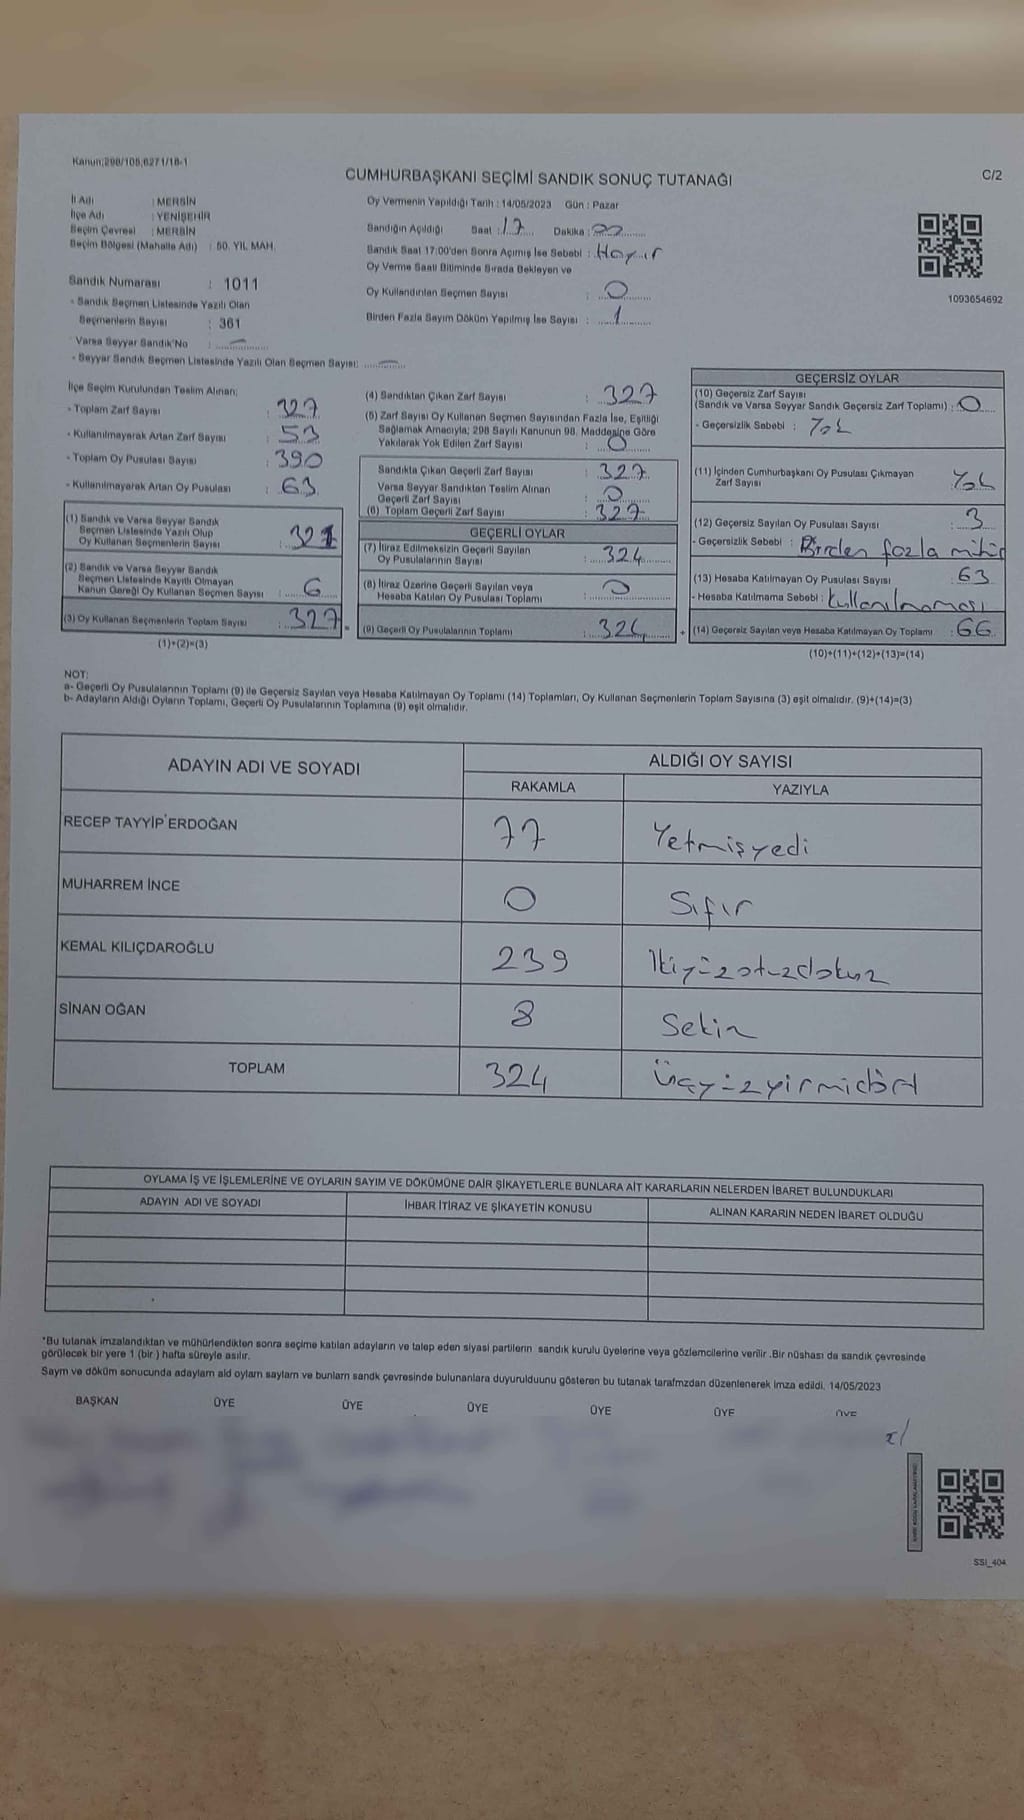 Kanun;298/105,6271/18-1
CUMHURBAŞKANI SEÇİMİ SANDIK SONUÇ TUTANAĞI
C/2
İl Adı : MERSİN
İlçe Adı : YENİŞEHİR
Seçim Çevresi : MERSİN
Seçim Bölgesi (Mahalle Adı) : 50. YIL MAH.
Oy Vermenin Yapıldığı Tarih : 14/05/2023 Gün : Pazar
Sandığın Açıldığı Saat : 17 Dakika :
Sandık Saat 17:00'den Sonra Açımış İse Sebebi : Hayır
Oy Verme Saati Bitiminde Sırada Bekleyen ve
Oy Kullandırılan Seçmen Sayısı : 0
Birden Fazla Sayım Döküm Yapılmış İse Sayısı : 1
1093654692
Sandık Numarası : 1011
- Sandık Seçmen Listesinde Yazılı Olan
Seçmenlerin Sayısı : 361
Varsa Seyyar Sandık No : —
- Seyyar Sandık Seçmen Listesinde Yazılı Olan Seçmen Sayısı: —
İlçe Seçim Kurulundan Teslim Alınan;
- Toplam Zarf Sayısı :
- Kullanılmayarak Artan Zarf Sayısı : 53
- Toplam Oy Pusulası Sayısı : 390
- Kullanılmayarak Artan Oy Pusulası : 63
(1) Sandık ve Varsa Seyyar Sandık
Seçmen Listesinde Yazılı Olup
Oy Kullanan Seçmenlerin Sayısı : 321
(2) Sandık ve Varsa Seyyar Sandık
Seçmen Listesinde Kayıtlı Olmayan
Kanun Gereği Oy Kullanan Seçmen Sayısı : 6
(3) Oy Kullanan Seçmenlerin Toplam Sayısı : 327 =
(1)+(2)=(3)
(4) Sandıktan Çıkan Zarf Sayısı : 327
(5) Zarf Sayısı Oy Kullanan Seçmen Sayısından Fazla İse, Eşitliği
Sağlamak Amacıyla; 298 Sayılı Kanunun 98. Maddesine Göre
Yakılarak Yok Edilen Zarf Sayısı : 0
Sandıkta Çıkan Geçerli Zarf Sayısı : 327
Varsa Seyyar Sandıktan Teslim Alınan
Geçerli Zarf Sayısı : 0
(6) Toplam Geçerli Zarf Sayısı : 327
GEÇERLİ OYLAR
(7) İtiraz Edilmeksizin Geçerli Sayılan
Oy Pusulalarının Sayısı : 324
(8) İtiraz Üzerine Geçerli Sayılan veya
Hesaba Katılan Oy Pusulası Toplamı : 0
(9) Geçerli Oy Pusulalarının Toplamı : 324 +
GEÇERSİZ OYLAR
(10) Geçersiz Zarf Sayısı
(Sandık ve Varsa Seyyar Sandık Geçersiz Zarf Toplamı) : 0
- Geçersizlik Sebebi : Yok
(11) İçinden Cumhurbaşkanı Oy Pusulası Çıkmayan
Zarf Sayısı : Yok
(12) Geçersiz Sayılan Oy Pusulası Sayısı : 3
- Geçersizlik Sebebi : Birden fazla mühür
(13) Hesaba Katılmayan Oy Pusulası Sayısı : 63
- Hesaba Katılmama Sebebi : Kullanılmaması
(14) Geçersiz Sayılan veya Hesaba Katılmayan Oy Toplamı : 66
(10)+(11)+(12)+(13)=(14)
NOT:
a- Geçerli Oy Pusulalarının Toplamı (9) ile Geçersiz Sayılan veya Hesaba Katılmayan Oy Toplamı (14) Toplamları, Oy Kullanan Seçmenlerin Toplam Sayısına (3) eşit olmalıdır. (9)+(14)=(3)
b- Adayların Aldığı Oyların Toplamı, Geçerli Oy Pusulalarının Toplamına (9) eşit olmalıdır.
ADAYIN ADI VE SOYADI ALDIĞI OY SAYISI
RAKAMLA YAZIYLA
RECEP TAYYİP ERDOĞAN 77 Yetmişyedi
MUHARREM İNCE 0 Sıfır
KEMAL KILIÇDAROĞLU 239 İkiyüzotuzdokuz
SİNAN OĞAN 8 Sekiz
TOPLAM 324 Üçyüzyirmidört
OYLAMA İŞ VE İŞLEMLERİNE VE OYLARIN SAYIM VE DÖKÜMÜNE DAİR ŞİKAYETLERLE BUNLARA AİT KARARLARIN NELERDEN İBARET BULUNDUKLARI
ADAYIN ADI VE SOYADI İHBAR İTİRAZ VE ŞİKAYETİN KONUSU ALINAN KARARIN NEDEN İBARET OLDUĞU
*Bu tutanak imzalandıktan ve mühürlendikten sonra seçime katılan adayların ve talep eden siyasi partilerin sandık kurulu üyelerine veya gözlemcilerine verilir .Bir nüshası da sandık çevresinde
görülecek bir yere 1 (bir ) hafta süreyle asılır.
Sayım ve döküm sonucunda adaylarn ald oylarn saylarn ve bunlarn sandk çevresinde bulunanlara duyurulduunu gösteren bu tutanak tarafmzdan düzenlenerek imza edildi. 14/05/2023
BAŞKAN ÜYE ÜYE ÜYE ÜYE ÜYE ÜYE
SSI_404